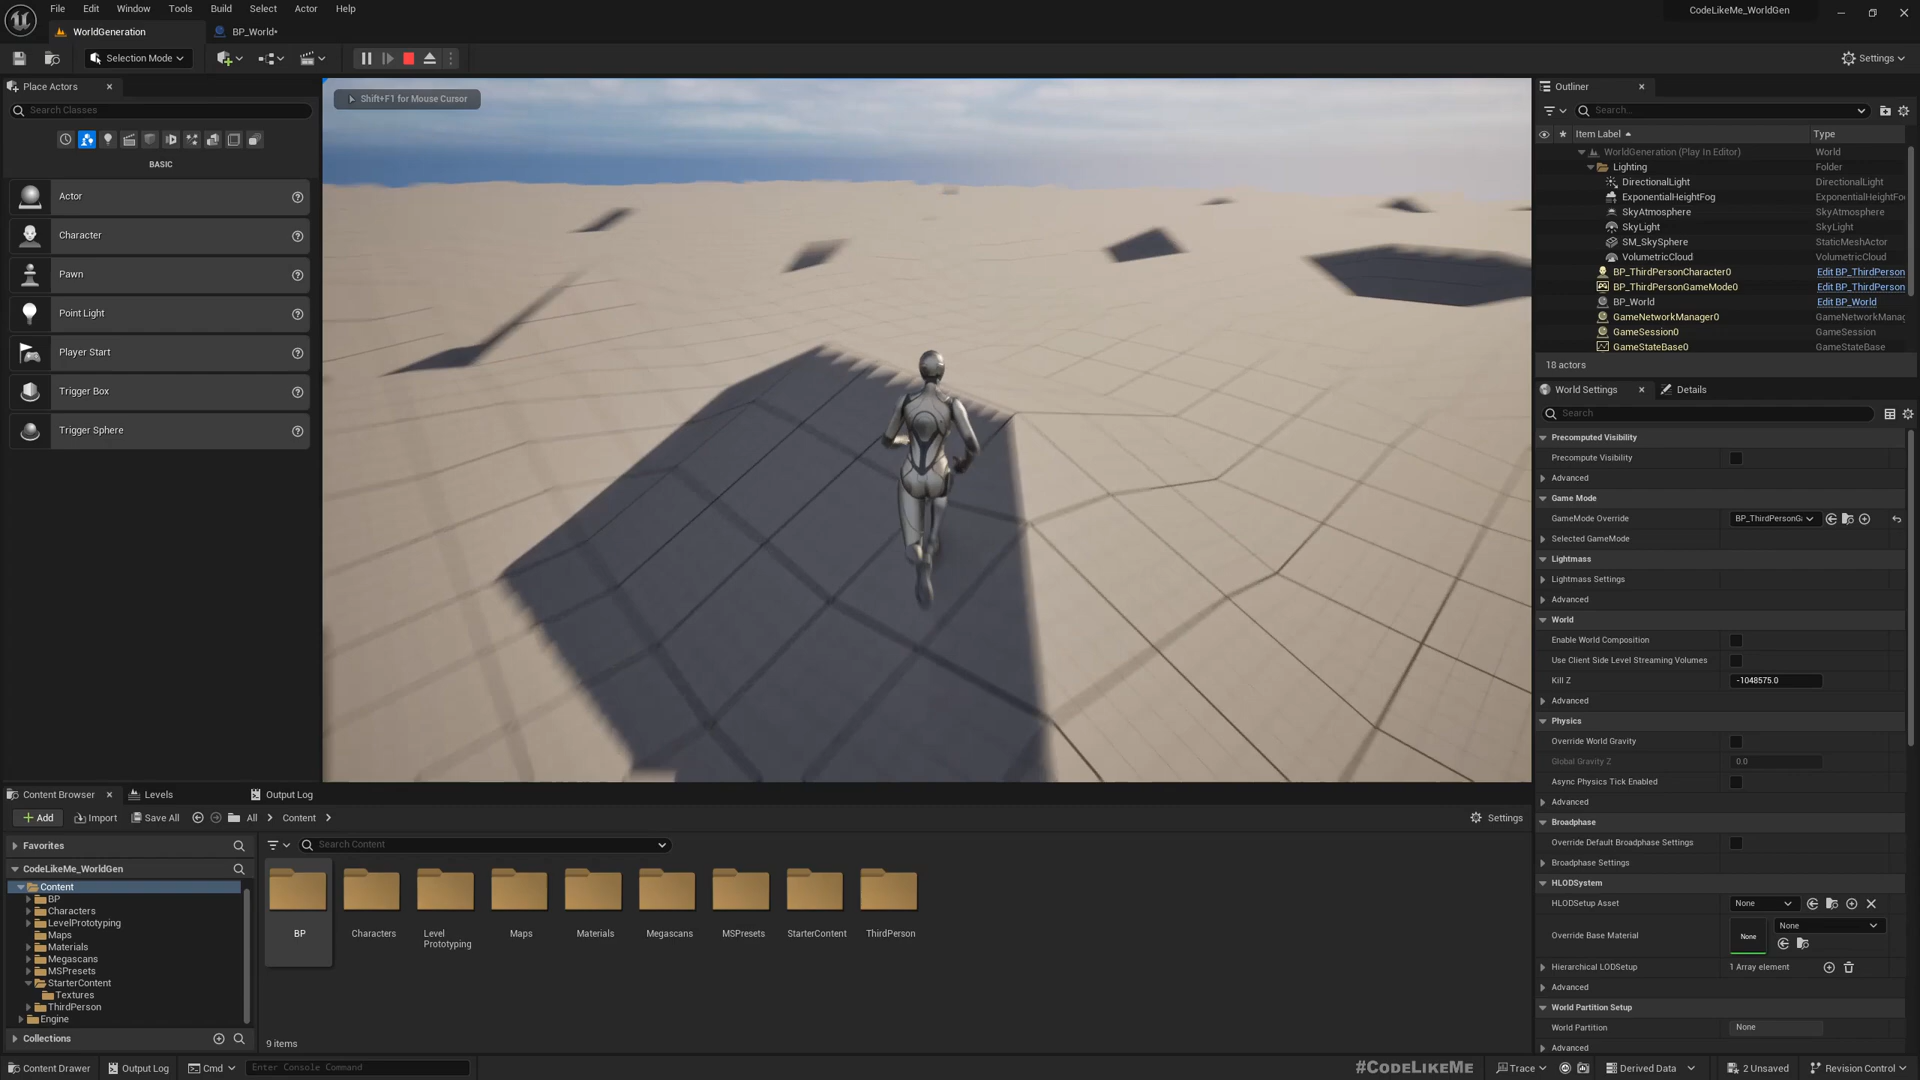 File Edit Window Tools Build Select Actor Help
CodeLikeMe_WorldGen
WorldGeneration
BP_World•
Selection Mode
Settings
Place Actors
Search Classes
BASIC
Actor
Character
Pawn
Point Light
Player Start
Trigger Box
Trigger Sphere
Shift+F1 for Mouse Cursor
Outliner
Search...
Item Label Type
WorldGeneration (Play In Editor) World
Lighting Folder
DirectionalLight DirectionalLight
ExponentialHeightFog ExponentialHeightFo
SkyAtmosphere SkyAtmosphere
SkyLight SkyLight
SM_SkySphere StaticMeshActor
VolumetricCloud VolumetricCloud
BP_ThirdPersonCharacter0 Edit BP_ThirdPerson
BP_ThirdPersonGameMode0 Edit BP_ThirdPerson
BP_World Edit BP_World
GameNetworkManager0 GameNetworkManag
GameSession0 GameSession
GameStateBase0 GameStateBase
18 actors
World Settings Details
Search
Precomputed Visibility
Precompute Visibility
Advanced
Game Mode
GameMode Override BP_ThirdPersonGa
Selected GameMode
Lightmass
Lightmass Settings
Advanced
World
Enable World Composition
Use Client Side Level Streaming Volumes
Kill Z -1048575.0
Advanced
Physics
Override World Gravity
Global Gravity Z 0.0
Async Physics Tick Enabled
Advanced
Broadphase
Override Default Broadphase Settings
Broadphase Settings
HLODSystem
HLODSetup Asset None
Override Base Material None None
Hierarchical LODSetup 1 Array element
Advanced
World Partition Setup
World Partition None
Advanced
Content Browser Levels Output Log
Add Import Save All All Content Settings
Favorites
Search Content
CodeLikeMe_WorldGen
Content
BP
Characters
LevelPrototyping
Maps
Materials
Megascans
MSPresets
StarterContent
Textures
ThirdPerson
Engine
Collections
BP Characters Level Prototyping Maps Materials Megascans MSPresets StarterContent ThirdPerson
9 items
#CodeLikeMe
Content Drawer Output Log Cmd Enter Console Command Trace Derived Data 2 Unsaved Revision Control